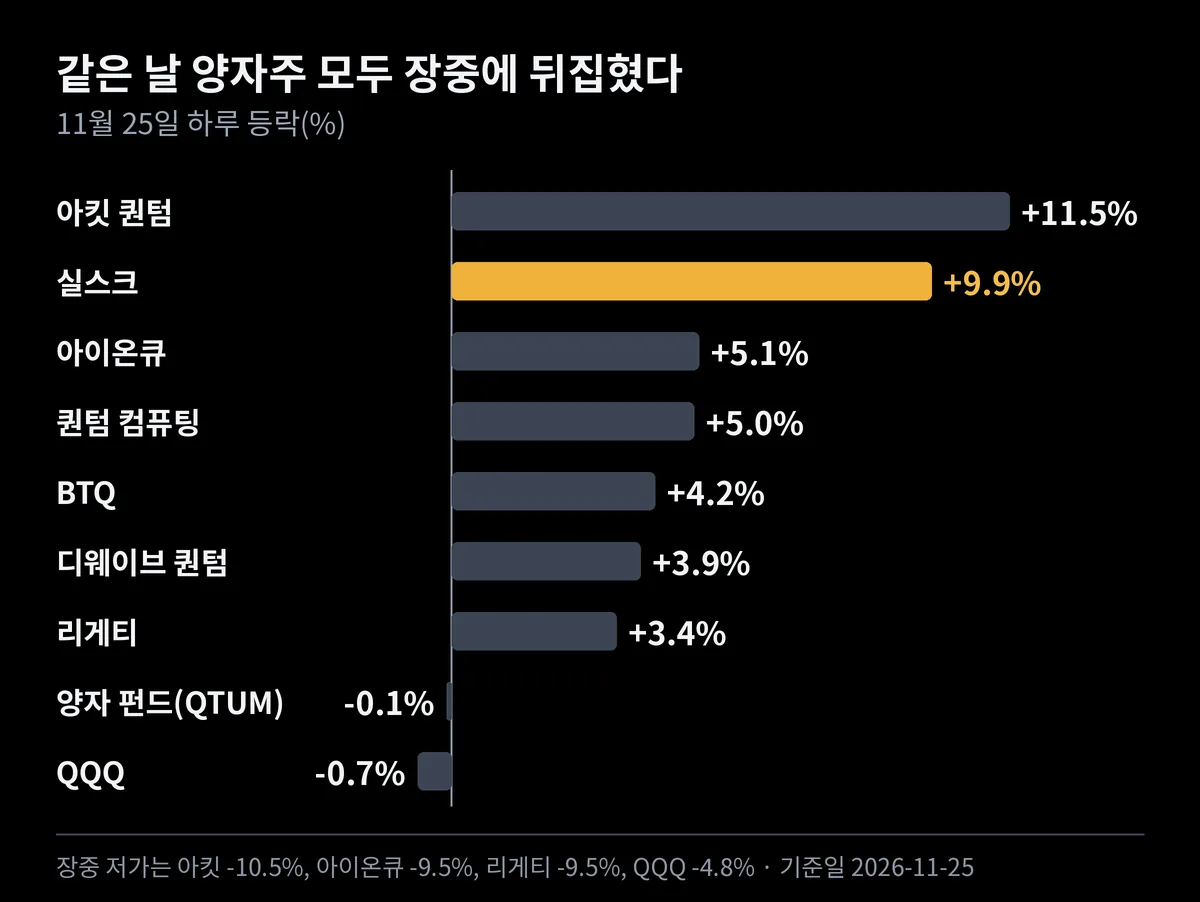 같은 날 양자주 모두 장중에 뒤집혔다
11월 25일 하루 등락(%)
아킷 퀀텀 +11.5%
실스크 +9.9%
아이온큐 +5.1%
퀀텀 컴퓨팅 +5.0%
BTQ +4.2%
디웨이브 퀀텀 +3.9%
리게티 +3.4%
양자 펀드(QTUM) -0.1%
QQQ -0.7%
장중 저가는 아킷 -10.5%, 아이온큐 -9.5%, 리게티 -9.5%, QQQ -4.8% · 기준일 2026-11-25